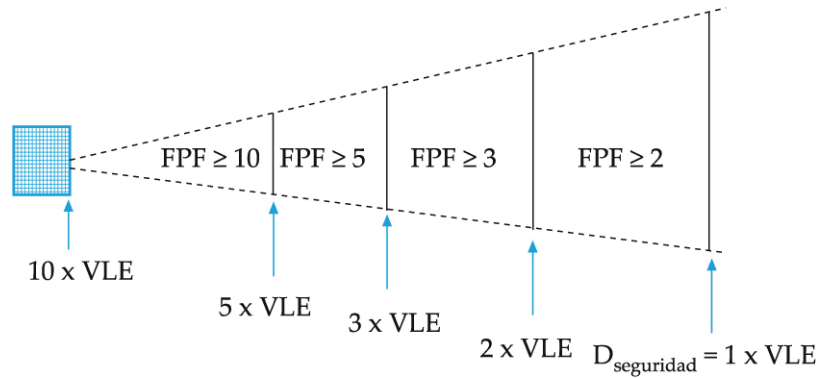 FPF ≥ 10
FPF ≥ 5
FPF ≥ 3
FPF ≥ 2
10 x VLE
5 x VLE
3 x VLE
2 x VLE
Dseguridad = 1 x VLE